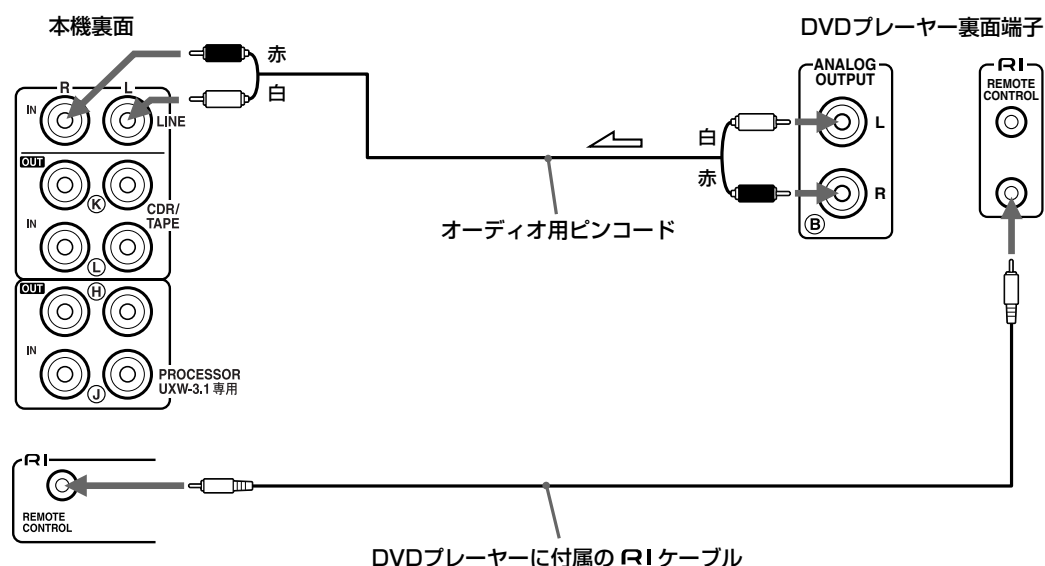 本機裏面
DVDプレーヤー裏面端子
赤
白
R L
IN
LINE
OUT
K
CDR/
TAPE
IN
L
OUT
H
IN
J
PROCESSOR
UXW-3.1専用
オーディオ用ピンコード
白
赤
ANALOG
OUTPUT
L
R
B
RI
REMOTE
CONTROL
RI
REMOTE
CONTROL
DVDプレーヤーに付属の RI ケーブル